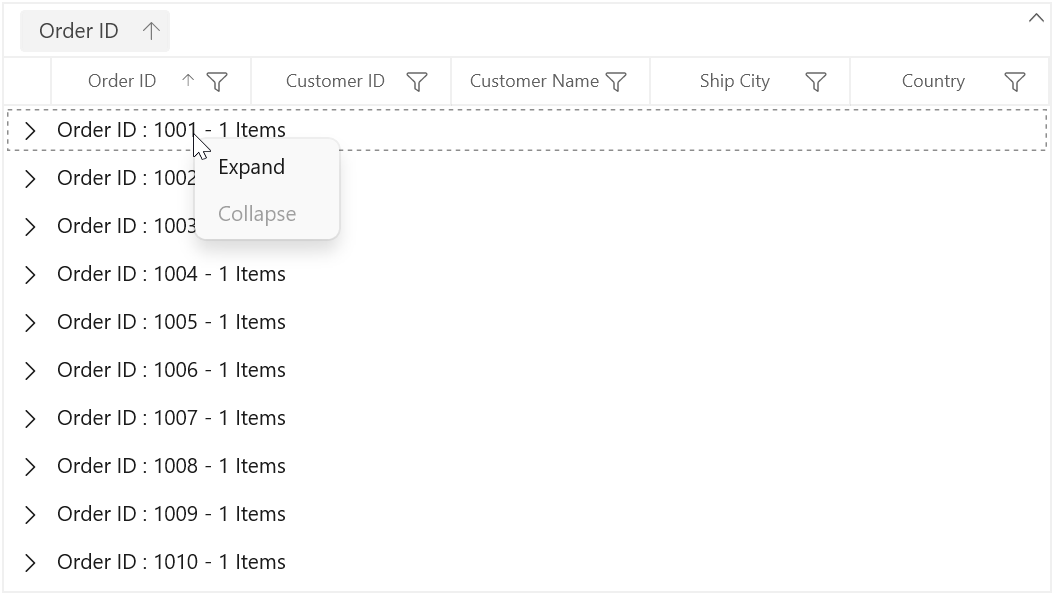 Order ID
Order ID Customer ID Customer Name Ship City Country
Order ID : 1001 - 1 Items
Expand
Order ID : 1002
Collapse
Order ID : 1003
Order ID : 1004 - 1 Items
Order ID : 1005 - 1 Items
Order ID : 1006 - 1 Items
Order ID : 1007 - 1 Items
Order ID : 1008 - 1 Items
Order ID : 1009 - 1 Items
Order ID : 1010 - 1 Items